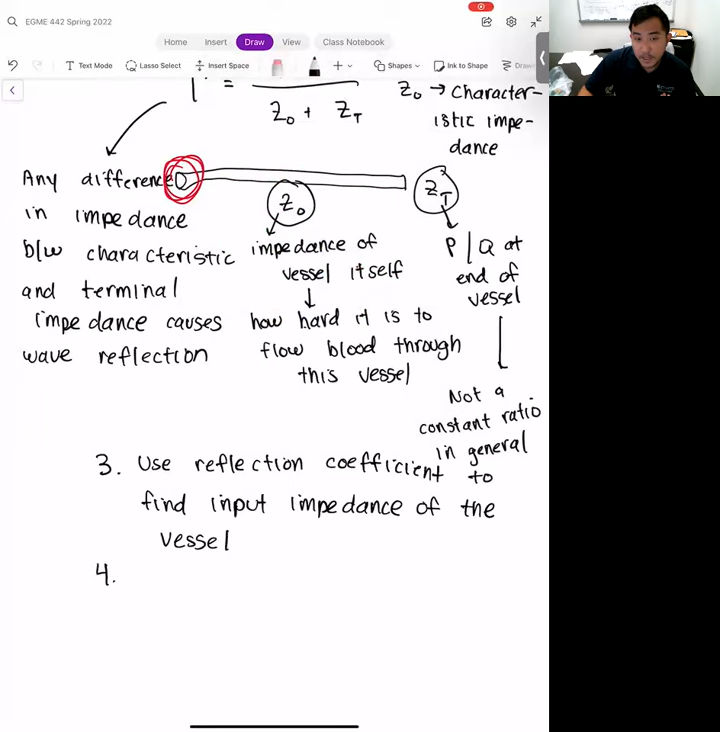 EGME 442 Spring 2022
Home Insert Draw View Class Notebook
Text Mode Lasso Select Insert Space Shapes Ink to Shape Draw
Γ =
Z₀ + Z_T
Z₀ → Character-
istic impe-
dance
Any difference
in impedance
b/w characteristic
and terminal
impedance causes
wave reflection
Z₀
impedance of
vessel itself
how hard it is to
flow blood through
this vessel
Z_T
P/Q at
end of
vessel
Not a
constant ratio
in general
3. Use reflection coefficient to
find input impedance of the
vessel
4.